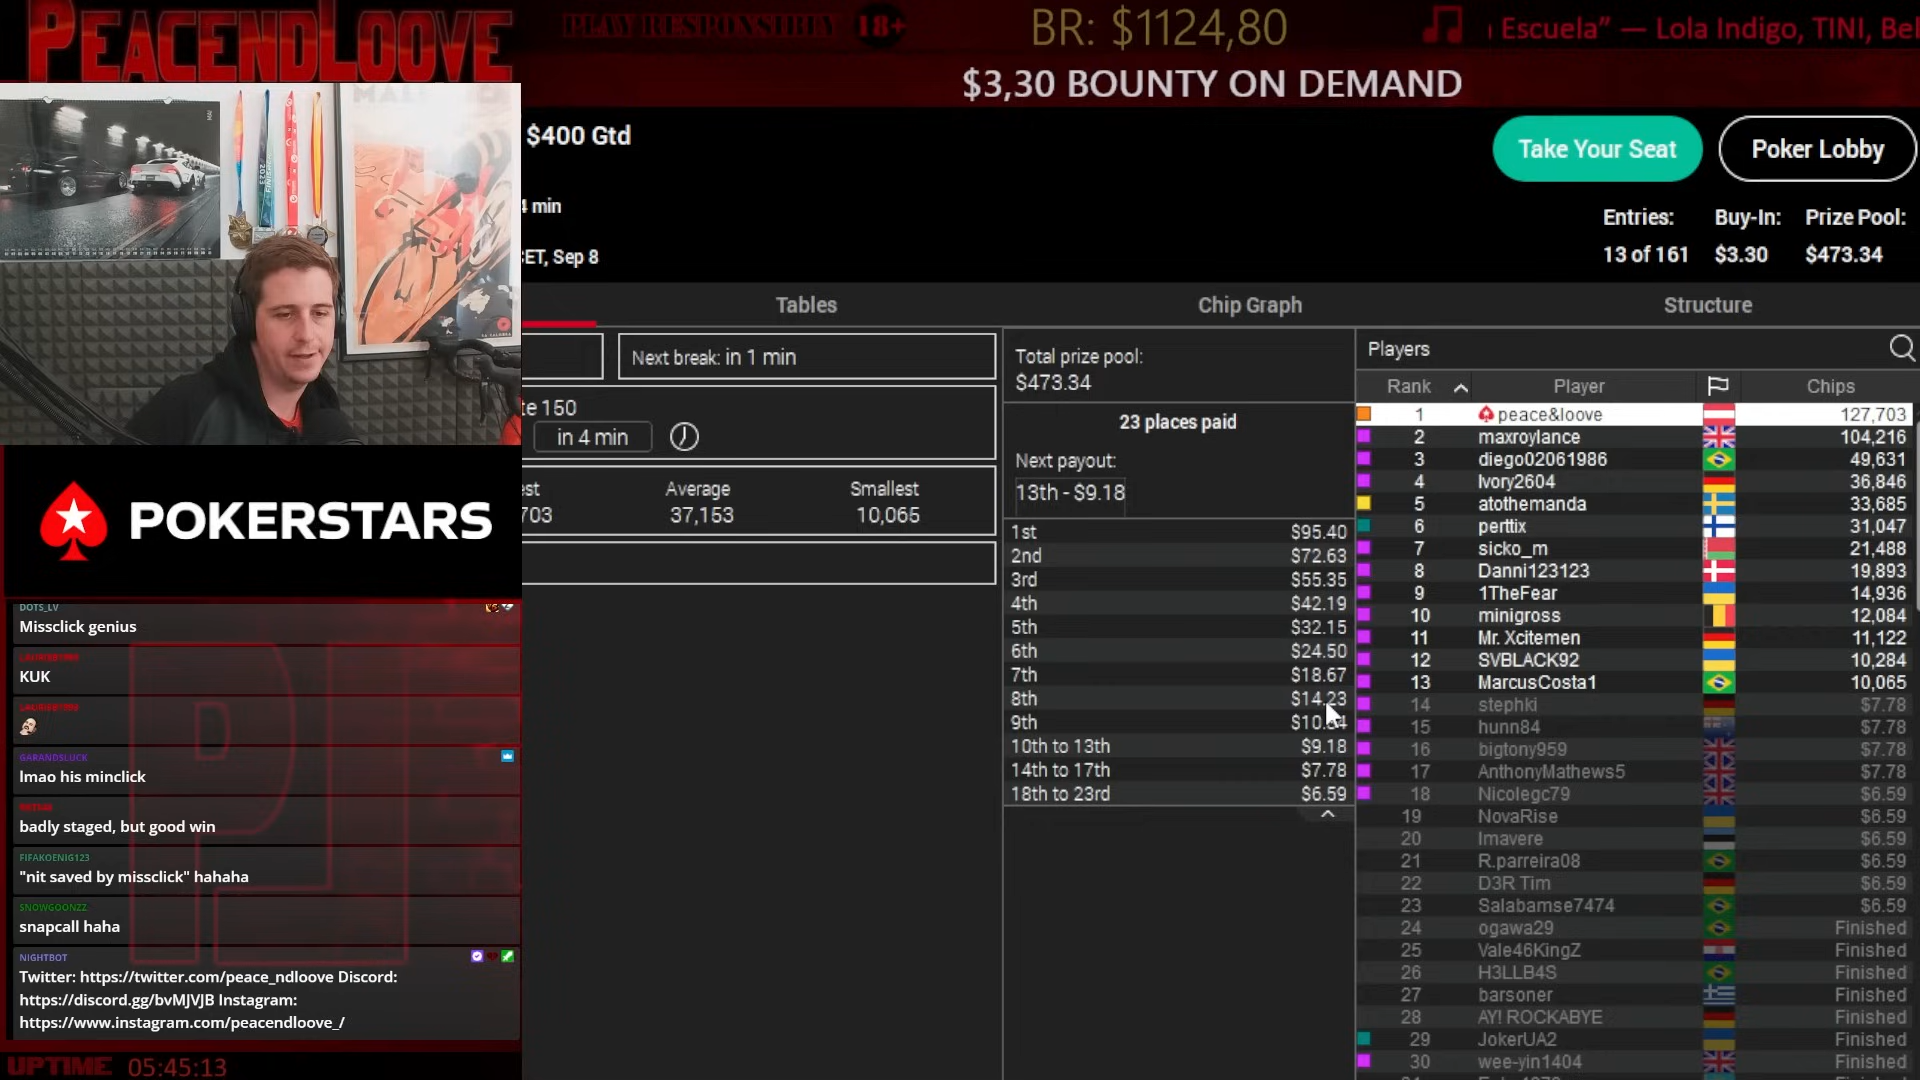 PEACENDLOOVE
PLAY RESPONSIBLY 18+
BR: $1124,80
Escuela” — Lola Indigo, TINI, Bel
$3,30 BOUNTY ON DEMAND
$400 Gtd
Take Your Seat
Poker Lobby
4 min
Entries: Buy-In: Prize Pool:
13 of 161 $3.30 $473.34
ET, Sep 8
Tables
Chip Graph
Structure
Next break: in 1 min
te 150
in 4 min
est Average Smallest
703 37,153 10,065
Total prize pool:
$473.34
23 places paid
Next payout:
13th - $9.18
1st $95.40
2nd $72.63
3rd $55.35
4th $42.19
5th $32.15
6th $24.50
7th $18.67
8th $14.23
9th
10th to 13th $9.18
14th to 17th $7.78
18th to 23rd $6.59
Players
Rank Player Chips
1 peace&loove 127,703
2 maxroylance 104,216
3 diego02061986 49,631
4 Ivory2604 36,846
5 atothemanda 33,685
6 perttix 31,047
7 sicko_m 21,488
8 Danni123123 19,893
9 1TheFear 14,936
10 minigross 12,084
11 Mr. Xcitemen 11,122
12 SVBLACK92 10,284
13 MarcusCosta1 10,065
14 stephki $7.78
15 hunn84 $7.78
16 bigtony959 $7.78
17 AnthonyMathews5 $7.78
18 Nicolegc79 $6.59
19 NovaRise $6.59
20 Imavere $6.59
21 R.parreira08 $6.59
22 D3R Tim $6.59
23 Salabamse7474 $6.59
24 ogawa29 Finished
25 Vale46KingZ Finished
26 H3LLB4S Finished
27 barsoner Finished
28 AY! ROCKABYE Finished
29 JokerUA2 Finished
30 wee-yin1404 Finished
POKERSTARS
DOTS_LV
Missclick genius
KUK
GARANDSLUCK
lmao his minclick
badly staged, but good win
FIFAKOENIG123
"nit saved by missclick" hahaha
SNOWGOONZZ
snapcall haha
NIGHTBOT
Twitter: https://twitter.com/peace_ndloove Discord:
https://discord.gg/bvMJVJB Instagram:
https://www.instagram.com/peacendloove_/
UPTIME 05:45:13